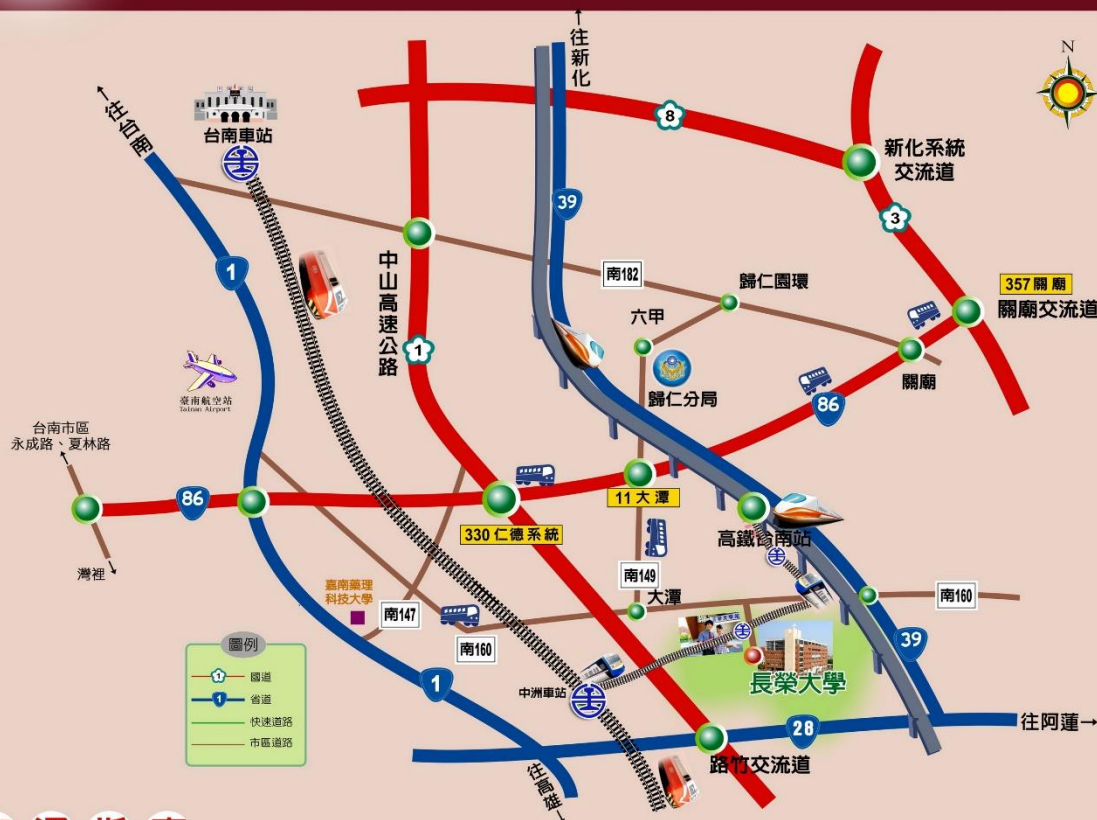 往新化
N
往台南
台南車站
8
新化系統
交流道
39
3
中山高速公路
南182
歸仁園環
357關廟
關廟交流道
1
六甲
1
歸仁分局
關廟
臺南航空站
Tainan Airport
86
台南市區
永成路、夏林路
86
11大潭
330仁德系統
高鐵台南站
灣裡
嘉南藥理
科技大學
南147
南149
大潭
南160
南160
39
圖例
1
國道
1
省道
快速道路
市區道路
1
中洲車站
長榮大學
28
往阿蓮
路竹交流道
往高雄